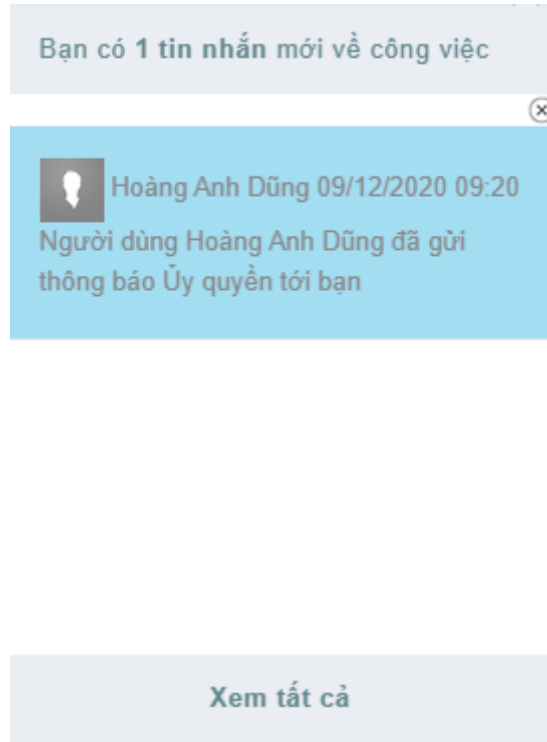 Bạn có 1 tin nhắn mới về công việc
Hoàng Anh Dũng 09/12/2020 09:20
Người dùng Hoàng Anh Dũng đã gửi
thông báo Ủy quyền tới bạn
Xem tất cả